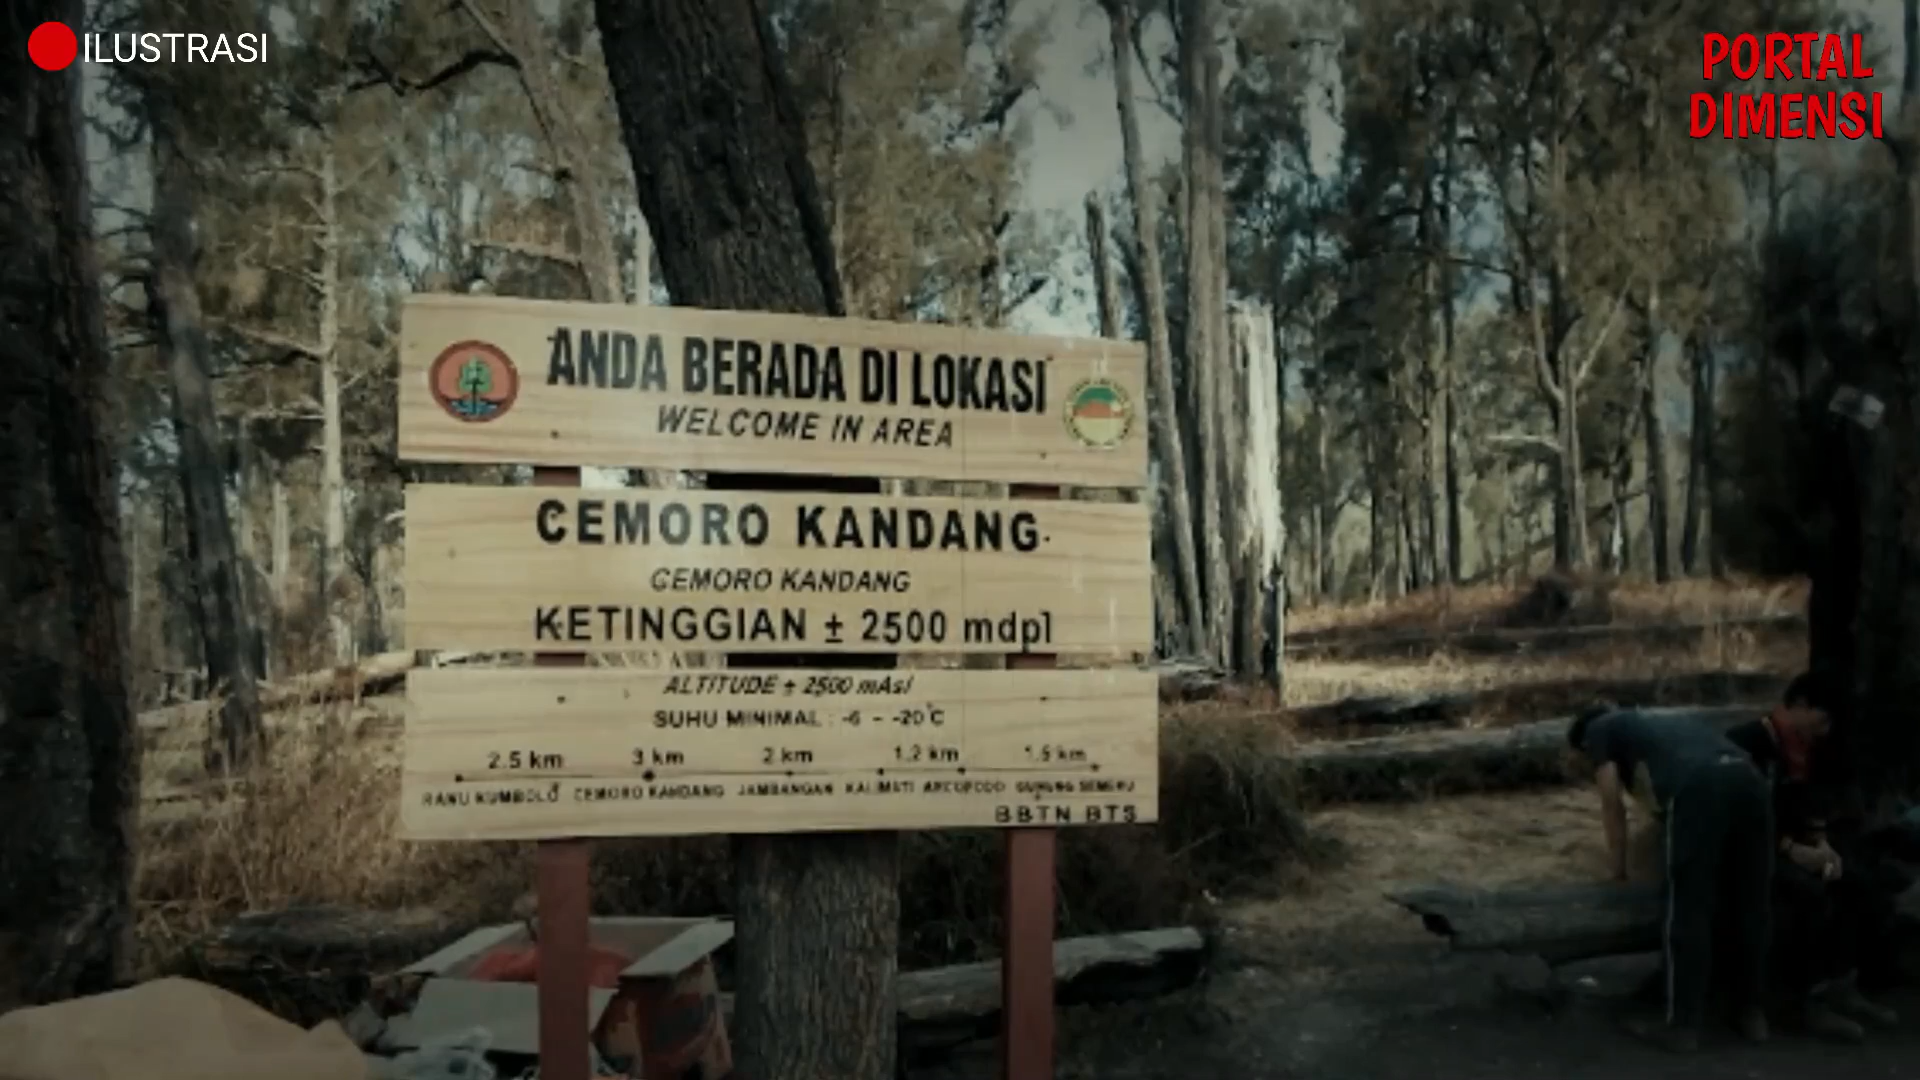 ILUSTRASI
PORTAL
DIMENSI
ANDA BERADA DI LOKASI
WELCOME IN AREA
CEMORO KANDANG
CEMORO KANDANG
KETINGGIAN ± 2500 mdpl
ALTITUDE ± 2500 mAsl
SUHU MINIMAL : -6 - -20°C
2.5 km 3 km 2 km 1.2 km 1.5 km
RANU KUMBOLO CEMORO KANDANG JAMBANGAN KALIMATI ARCOPODO GUNUNG SEMERU
BBTN BTS